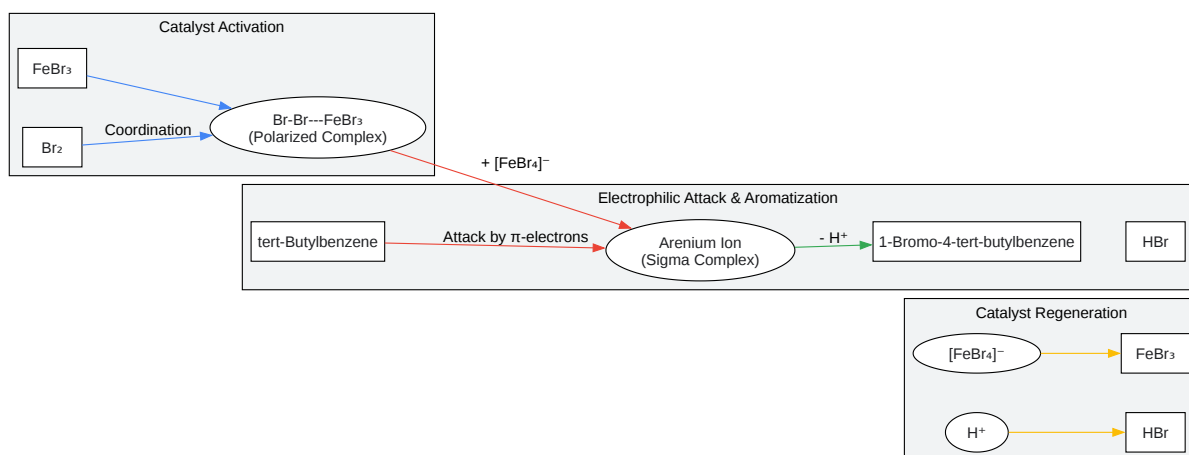 Catalyst Activation
FeBr₃
Br₂
Coordination
Br-Br---FeBr₃
(Polarized Complex)
+ [FeBr₄]⁻
Electrophilic Attack & Aromatization
tert-Butylbenzene
Attack by π-electrons
Arenium Ion
(Sigma Complex)
- H⁺
1-Bromo-4-tert-butylbenzene
HBr
Catalyst Regeneration
[FeBr₄]⁻
FeBr₃
H⁺
HBr